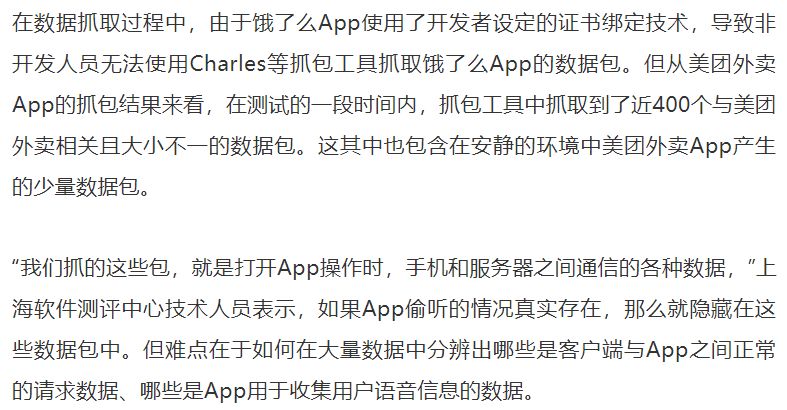 在数据抓取过程中，由于饿了么App使用了开发者设定的证书绑定技术，导致非
开发人员无法使用Charles等抓包工具抓取饿了么App的数据包。但从美团外卖
App的抓包结果来看，在测试的一段时间内，抓包工具中抓取到了近400个与美团
外卖相关且大小不一的数据包。这其中也包含在安静的环境中美团外卖App产生
的少量数据包。
“我们抓的这些包，就是打开App操作时，手机和服务器之间通信的各种数据，”上
海软件测评中心技术人员表示，如果App偷听的情况真实存在，那么就隐藏在这
些数据包中。但难点在于如何在大量数据中分辨出哪些是客户端与App之间正常
的请求数据、哪些是App用于收集用户语音信息的数据。